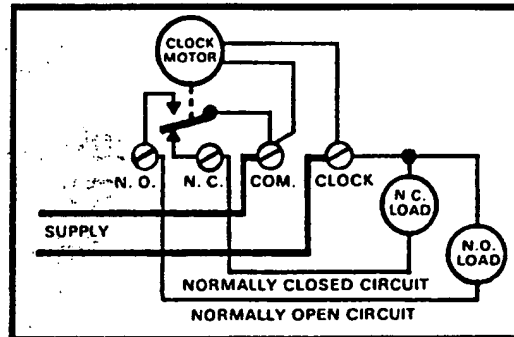 CLOCK
MOTOR
N. O.
N. C.
COM.
CLOCK
SUPPLY
N C
LOAD
N.O.
LOAD
NORMALLY CLOSED CIRCUIT
NORMALLY OPEN CIRCUIT